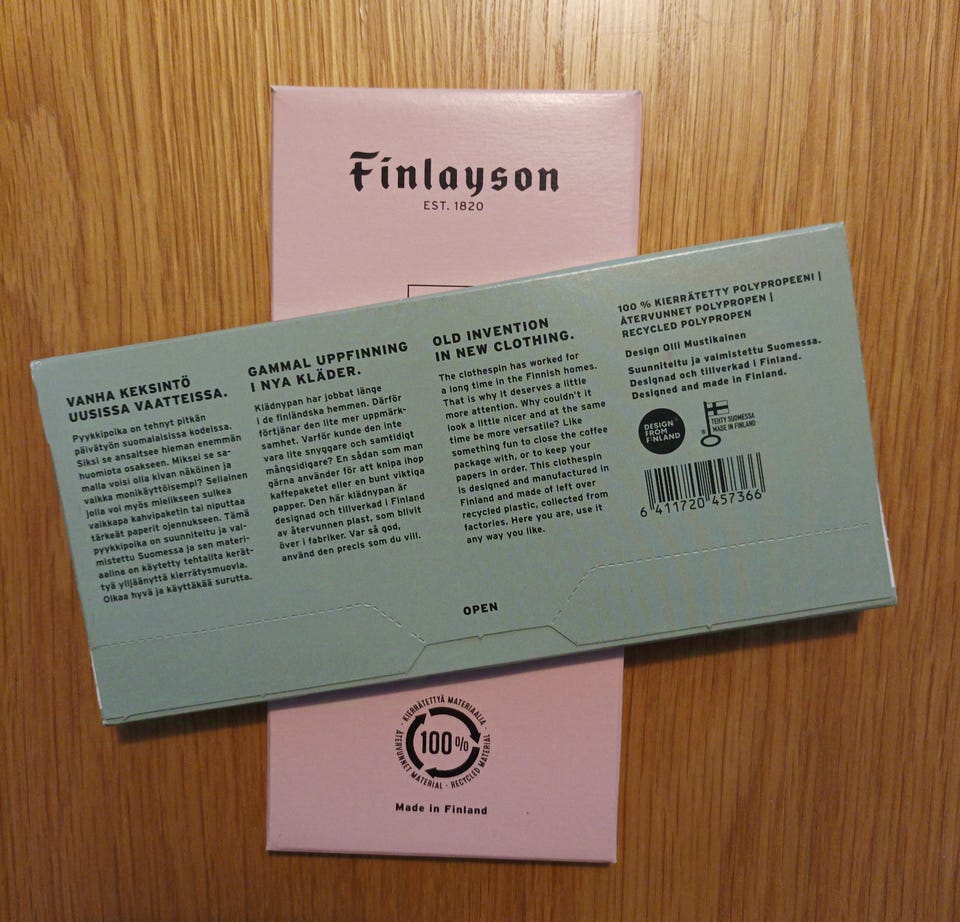 Finlayson
EST. 1820
VANHA KEKSINTÖ
UUSISSA VAATTEISSA.
Pyykkipoika on tehnyt pitkän
päivätyön suomalaisissa kodeissa.
Siksi se ansaitsee hieman enemmän
huomiota osakseen. Miksei se sa-
malla voisi olla kivan näköinen ja
vaikka monikäyttöisempi? Sellainen
jolla voi myös mielikseen sulkea
vaikkapa kahvipaketin tai niputtaa
tärkeät paperit ojennukseen. Tämä
pyykkipoika on suunniteltu ja val-
mistettu Suomessa ja sen materi-
aalina on käytetty tehtailta kerät-
tyä ylijäänyttä kierrätysmuovia.
Olkaa hyvä ja käyttäkää surutta.
GAMMAL UPPFINNING
I NYA KLÄDER.
Klädnypan har jobbat länge
i de finländska hemmen. Därför
förtjänar den lite mer uppmärk-
samhet. Varför kunde den inte
vara lite snyggare och samtidigt
mångsidigare? En sådan som man
gärna använder för att knipa ihop
kaffepaketet eller en bunt viktiga
papper. Den här klädnypan är
designad och tillverkad i Finland
av återvunnen plast, som blivit
över i fabriker. Var så god,
använd den precis som du vill.
OLD INVENTION
IN NEW CLOTHING.
The clothespin has worked for
a long time in the Finnish homes.
That is why it deserves a little
more attention. Why couldn't it
look a little nicer and at the same
time be more versatile? Like
something fun to close the coffee
package with, or to keep your
papers in order. This clothespin
is designed and manufactured in
Finland and made of left over
recycled plastic, collected from
factories. Here you are, use it
any way you like.
100 % KIERRÄTETTY POLYPROPEENI |
ÅTERVUNNET POLYPROPEN |
RECYCLED POLYPROPEN
Design Olli Mustikainen
Suunniteltu ja valmistettu Suomessa.
Designad och tillverkad i Finland.
Designed and made in Finland.
DESIGN
FROM
FINLAND
®
TEHTY SUOMESSA
MADE IN FINLAND
6 411720 457366
OPEN
· KIERRÄTETTYÄ MATERIAALIA ·
ÅTERVUNNET MATERIAL · RECYCLED MATERIAL
100%
Made in Finland